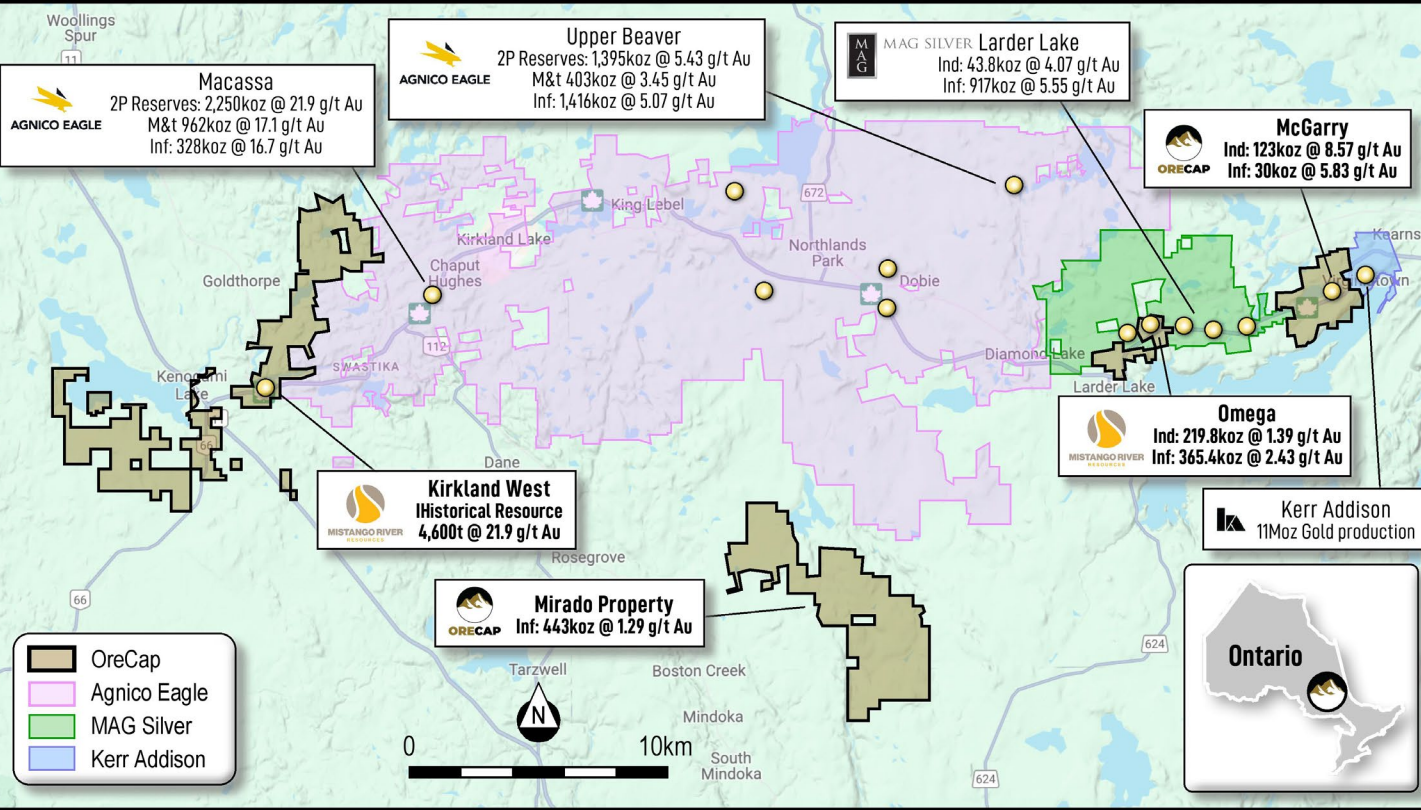 Woollings
Spur
11
AGNICO EAGLE
Macassa
2P Reserves: 2,250koz @ 21.9 g/t Au
M&t 962koz @ 17.1 g/t Au
Inf: 328koz @ 16.7 g/t Au
AGNICO EAGLE
Upper Beaver
2P Reserves: 1,395koz @ 5.43 g/t Au
M&t 403koz @ 3.45 g/t Au
Inf: 1,416koz @ 5.07 g/t Au
MAG
MAG SILVER Larder Lake
Ind: 43.8koz @ 4.07 g/t Au
Inf: 917koz @ 5.55 g/t Au
ORECAP
McGarry
Ind: 123koz @ 8.57 g/t Au
Inf: 30koz @ 5.83 g/t Au
672
King Lebel
Kirkland Lake
Northlands
Park
Kearns
Goldthorpe
Chaput
Hughes
Dobie
112
SWASTIKA
Diamond Lake
Larder Lake
Kenogami
Lake
66
MISTANGO RIVER
RESOURCES
Omega
Ind: 219.8koz @ 1.39 g/t Au
Inf: 365.4koz @ 2.43 g/t Au
Dane
MISTANGO RIVER
RESOURCES
Kirkland West
IHistorical Resource
4,600t @ 21.9 g/t Au
Kerr Addison
11Moz Gold production
Rosegrove
66
ORECAP
Mirado Property
Inf: 443koz @ 1.29 g/t Au
624
OreCap
Agnico Eagle
MAG Silver
Kerr Addison
Tarzwell
Boston Creek
N
Mindoka
0 10km
South
Mindoka
624
Ontario